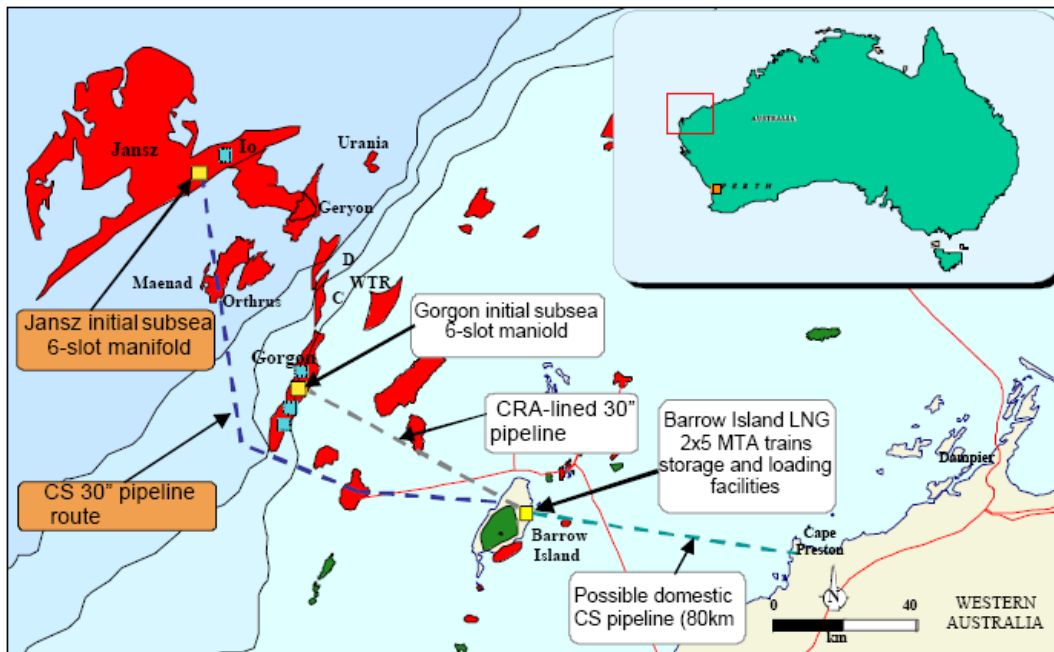 AUSTRALIA
PERTH
Jansz
Io
Urania
Geryon
D
Maenad
Orthrus
WTR
C
Jansz initial subsea
6-slot manifold
Gorgon initial subsea
6-slot maniold
Gorgon
CRA-lined 30"
pipeline
Barrow Island LNG
2x5 MTA trains
storage and loading
facilities
Dampier
CS 30" pipeline
route
Barrow
Island
Cape
Preston
Possible domestic
CS pipeline (80km
N
0
40
km
WESTERN
AUSTRALIA